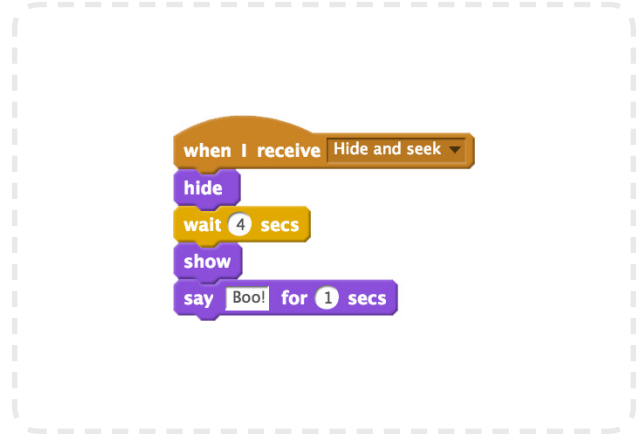 when I receive Hide and seek
hide
wait 4 secs
show
say Boo! for 1 secs